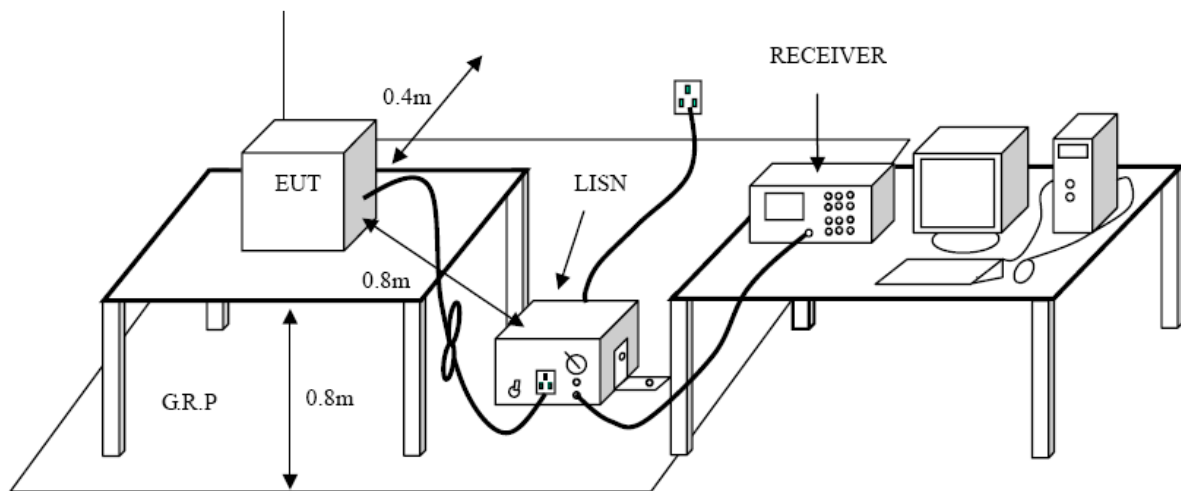 RECEIVER
0.4m
EUT
LISN
0.8m
G.R.P
0.8m